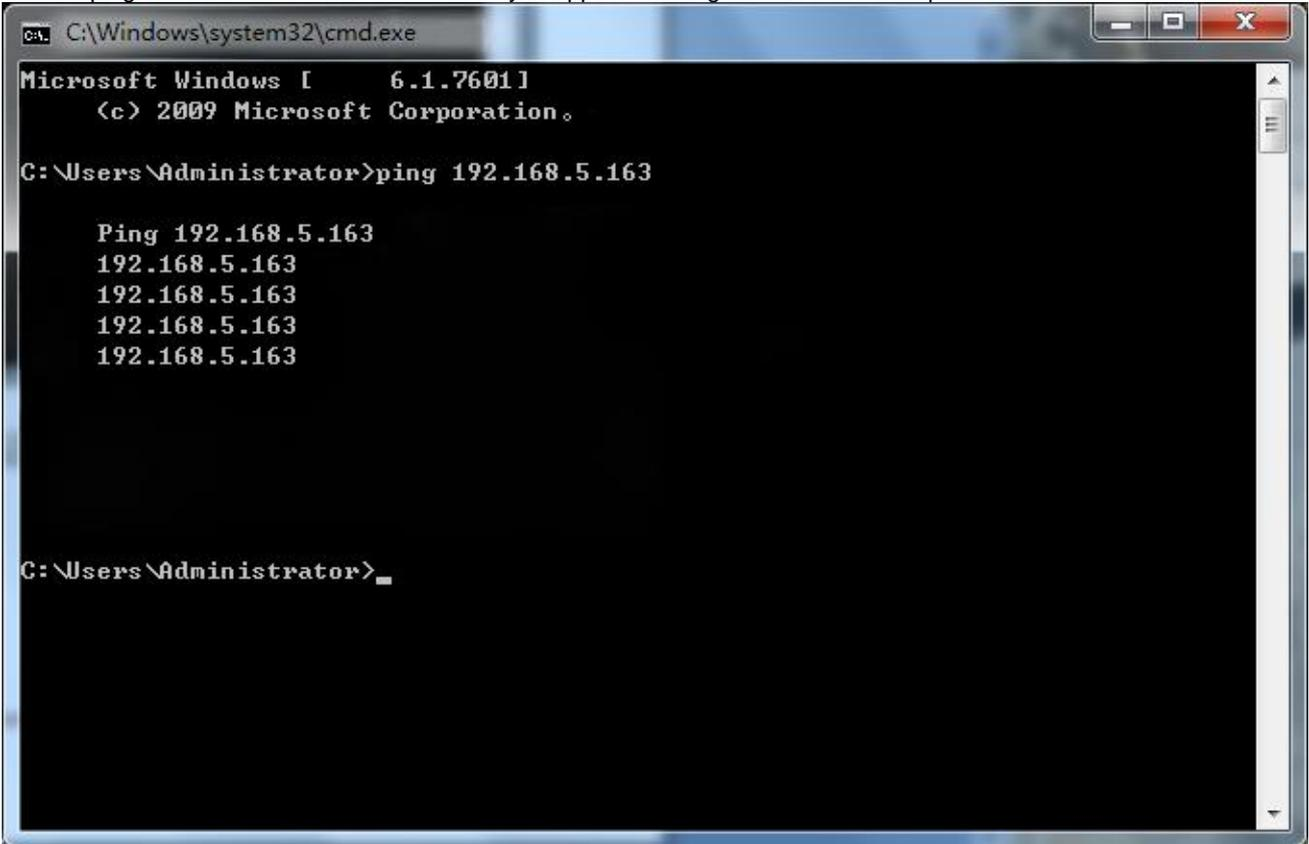 C:\Windows\system32\cmd.exe
Microsoft Windows [     6.1.7601]
(c) 2009 Microsoft Corporation。
C:\Users\Administrator>ping 192.168.5.163
Ping 192.168.5.163
192.168.5.163
192.168.5.163
192.168.5.163
192.168.5.163
C:\Users\Administrator>